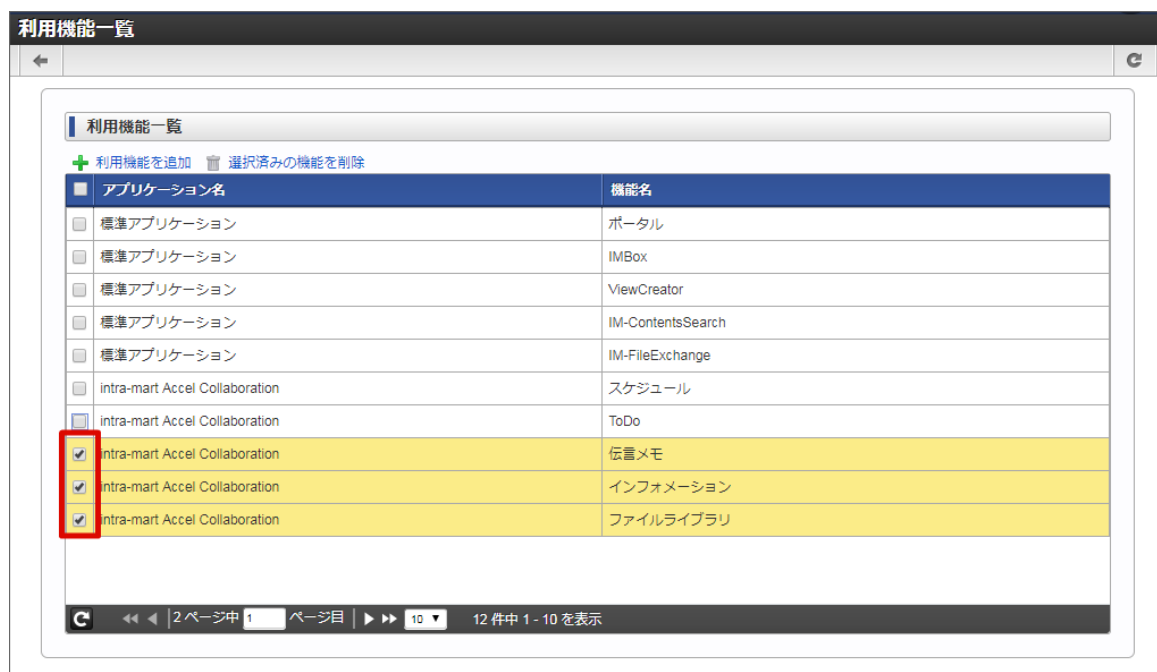 利用機能一覧
利用機能一覧
利用機能を追加 選択済みの機能を削除
アプリケーション名 機能名
標準アプリケーション ポータル
標準アプリケーション IMBox
標準アプリケーション ViewCreator
標準アプリケーション IM-ContentsSearch
標準アプリケーション IM-FileExchange
intra-mart Accel Collaboration スケジュール
intra-mart Accel Collaboration ToDo
intra-mart Accel Collaboration 伝言メモ
intra-mart Accel Collaboration インフォメーション
intra-mart Accel Collaboration ファイルライブラリ
2 ページ中 1 ページ目 10 12 件中 1 - 10 を表示